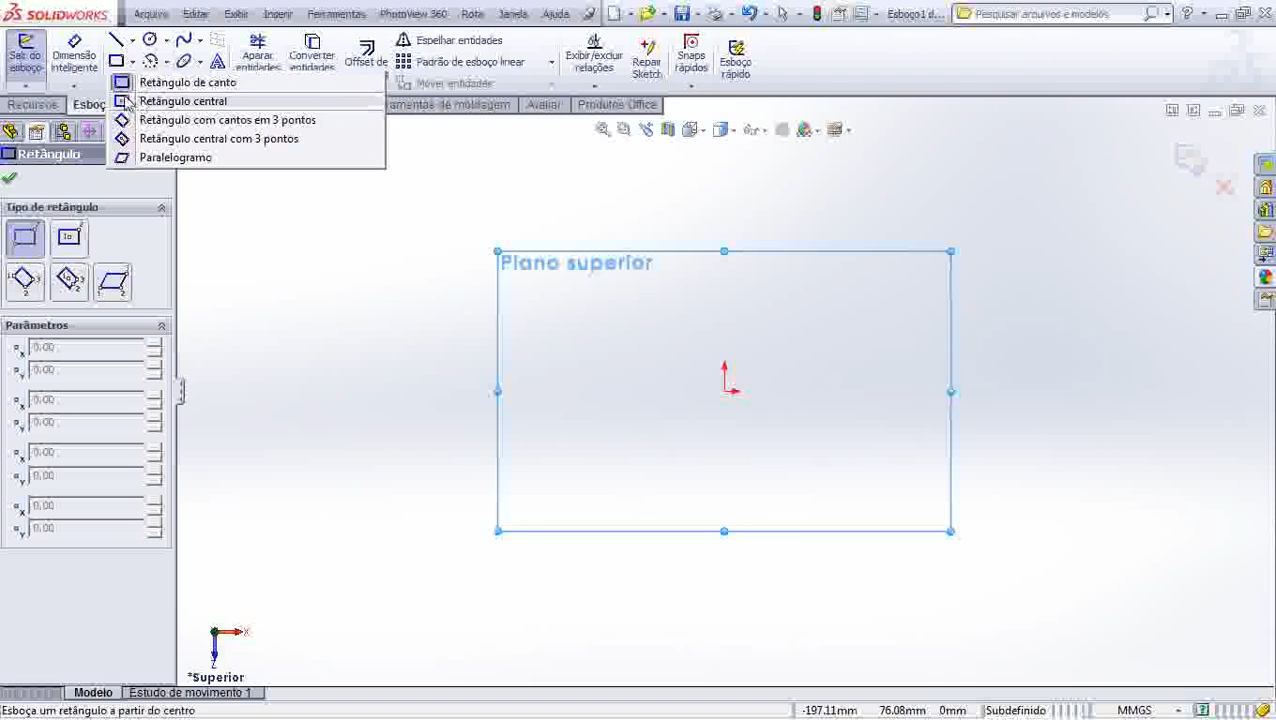 SOLIDWORKS
Arquivo Editar Exibir Inserir Ferramentas PhotoView 360 Rota Janela Ajuda
Esboço1 d...
Pesquisar arquivos e modelos
Sair do esboço
Dimensão inteligente
Aparar entidades
Converter entidades
Offset de
Espelhar entidades
Padrão de esboço linear
Mover entidades
Exibir/excluir relações
Repair Sketch
Snaps rápidos
Esboço rápido
Retângulo de canto
Retângulo central
Retângulo com cantos em 3 pontos
Retângulo central com 3 pontos
Paralelogramo
Recursos
Esboç
amentas de moldagem
Avaliar
Produtos Office
Retângulo
Tipo de retângulo
Parâmetros
x 0.00
y 0.00
x 0.00
y 0.00
x 0.00
y 0.00
x 0.00
y 0.00
Plano superior
X
Z
*Superior
Modelo
Estudo de movimento 1
Esboça um retângulo a partir do centro
-197.11mm 76.08mm 0mm Subdefinido MMGS